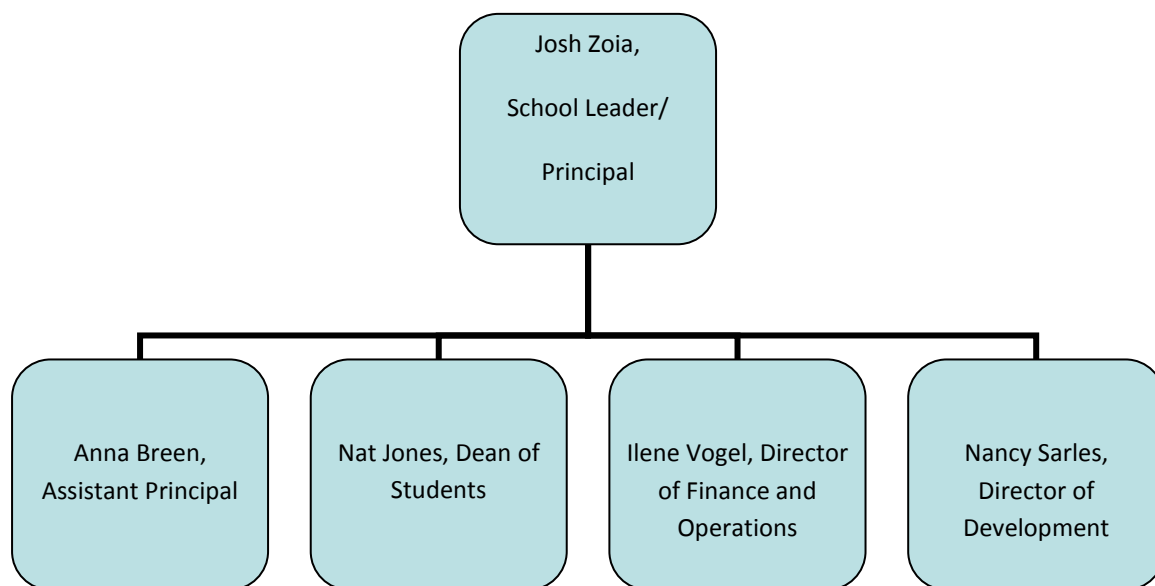 Josh Zoia,
School Leader/
Principal
Anna Breen,
Assistant Principal
Nat Jones, Dean of
Students
Ilene Vogel, Director
of Finance and
Operations
Nancy Sarles,
Director of
Development